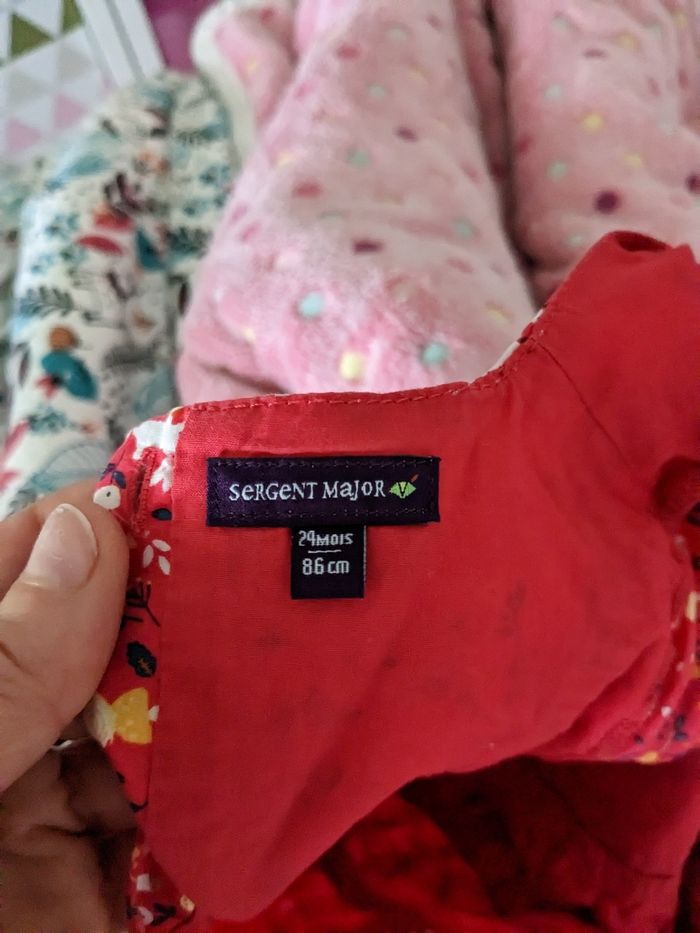 SeRGeNT MaJOR
24MOIS
86cm